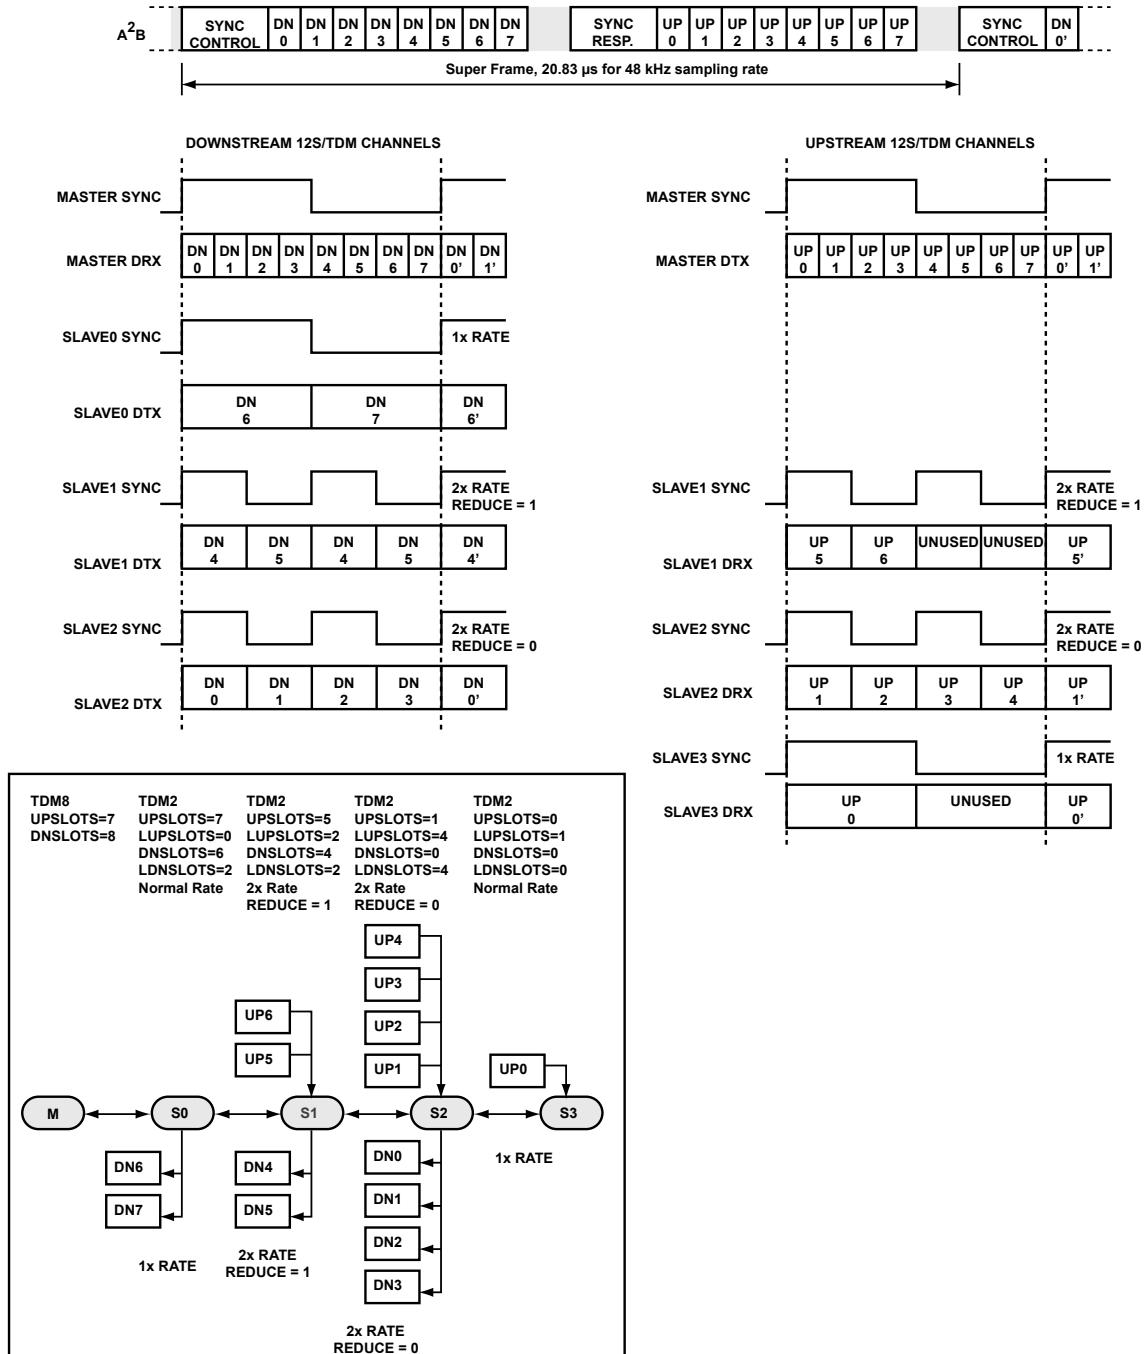 A2B
SYNC CONTROL DN 0 DN 1 DN 2 DN 3 DN 4 DN 5 DN 6 DN 7 SYNC RESP. UP 0 UP 1 UP 2 UP 3 UP 4 UP 5 UP 6 UP 7 SYNC CONTROL DN 0'
Super Frame, 20.83 µs for 48 kHz sampling rate
DOWNSTREAM 12S/TDM CHANNELS
MASTER SYNC
MASTER DRX DN 0 DN 1 DN 2 DN 3 DN 4 DN 5 DN 6 DN 7 DN 0' DN 1'
SLAVE0 SYNC 1x RATE
SLAVE0 DTX DN 6 DN 7 DN 6'
SLAVE1 SYNC 2x RATE
REDUCE = 1
SLAVE1 DTX DN 4 DN 5 DN 4 DN 5 DN 4'
SLAVE2 SYNC 2x RATE
REDUCE = 0
SLAVE2 DTX DN 0 DN 1 DN 2 DN 3 DN 0'
UPSTREAM 12S/TDM CHANNELS
MASTER SYNC
MASTER DTX UP 0 UP 1 UP 2 UP 3 UP 4 UP 5 UP 6 UP 7 UP 0' UP 1'
SLAVE1 SYNC 2x RATE
REDUCE = 1
SLAVE1 DRX UP 5 UP 6 UNUSED UNUSED UP 5'
SLAVE2 SYNC 2x RATE
REDUCE = 0
SLAVE2 DRX UP 1 UP 2 UP 3 UP 4 UP 1'
SLAVE3 SYNC 1x RATE
SLAVE3 DRX UP 0 UNUSED UP 0'
TDM8
UPSLOTS=7
DNSLOTS=8
TDM2
UPSLOTS=7
LUPSLOTS=0
DNSLOTS=6
LDNSLOTS=2
Normal Rate
TDM2
UPSLOTS=5
LUPSLOTS=2
DNSLOTS=4
LDNSLOTS=2
2x Rate
REDUCE = 1
TDM2
UPSLOTS=1
LUPSLOTS=4
DNSLOTS=0
LDNSLOTS=4
2x Rate
REDUCE = 0
TDM2
UPSLOTS=0
LUPSLOTS=1
DNSLOTS=0
LDNSLOTS=0
Normal Rate
UP4
UP3
UP6 UP2
UP5 UP1 UP0
M S0 S1 S2 S3
DN6 DN4 DN0 1x RATE
DN7 DN5 DN1
DN2
DN3
1x RATE
2x RATE
REDUCE = 1
2x RATE
REDUCE = 0